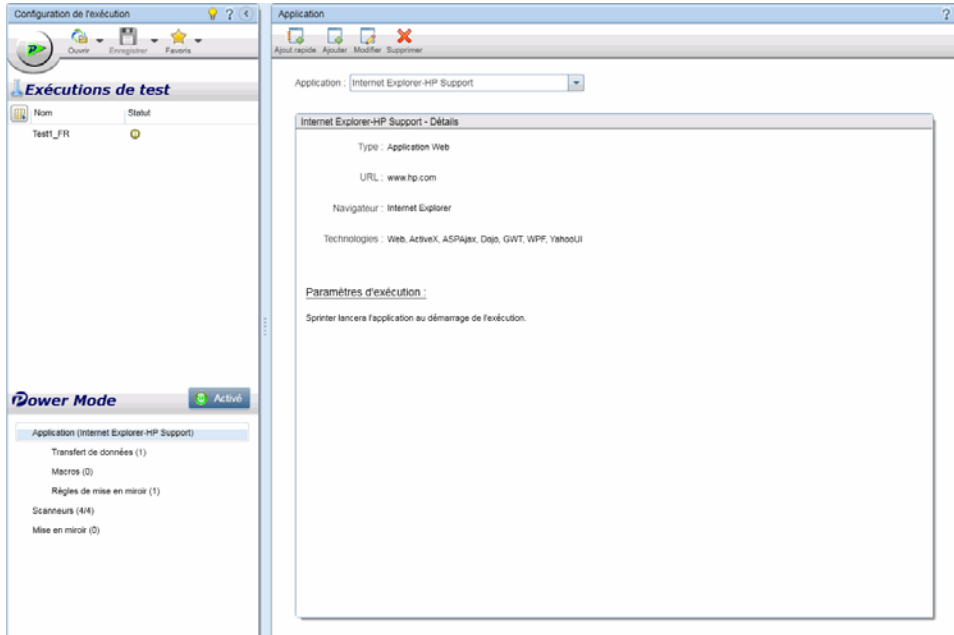 Configuration de l'exécution
Ouvrir Enregistrer Favoris
Exécutions de test
Nom Statut
Test1_FR
Power Mode Activé
Application (Internet Explorer-HP Support)
Transfert de données (1)
Macros (0)
Règles de mise en miroir (1)
Scanneurs (4/4)
Mise en miroir (0)
Application
Ajout rapide Ajouter Modifier Supprimer
Application : Internet Explorer-HP Support
Internet Explorer-HP Support - Détails
Type : Application Web
URL : www.hp.com
Navigateur : Internet Explorer
Technologies : Web, ActiveX, ASPAjax, Dojo, GWT, WPF, YahooUI
Paramètres d'exécution :
Sprinter lancera l'application au démarrage de l'exécution.